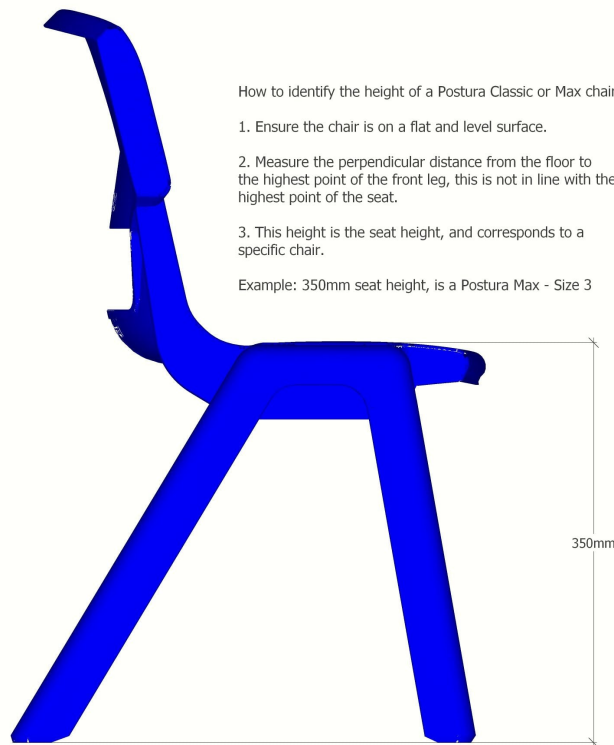 How to identify the height of a Postura Classic or Max chair
1. Ensure the chair is on a flat and level surface.
2. Measure the perpendicular distance from the floor to
the highest point of the front leg, this is not in line with the
highest point of the seat.
3. This height is the seat height, and corresponds to a
specific chair.
Example: 350mm seat height, is a Postura Max - Size 3
350mm